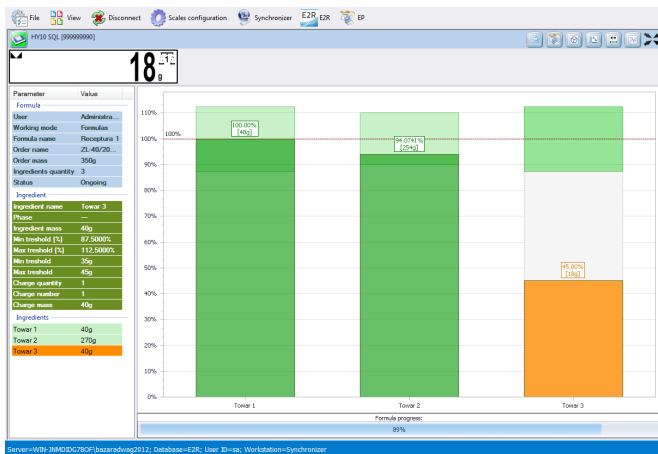 File View Disconnect Scales configuration Synchronizer E2R E2R EP
HY10 SQL [999999990]
18 g
Parameter Value
Formula
User Administra...
Working mode Formulas
Formula name Receptura 1
Order name ZL-40/20...
Order mass 350g
Ingredients quantity 3
Status Ongoing
Ingredient
Ingredient name Towar 3
Phase ---
Ingredient mass 40g
Min treshold [%] 87,5000%
Max treshold [%] 112,5000%
Min treshold 35g
Max treshold 45g
Charge quantity 1
Charge number 1
Charge mass 40g
Ingredients
Towar 1 40g
Towar 2 270g
Towar 3 40g
110%
100%
90%
80%
70%
60%
50%
40%
30%
20%
10%
0%
100%
100.00%
[40g]
94.0741%
[254g]
45.00%
[18g]
Towar 1 Towar 2 Towar 3
Formula progress:
89%
Server=WIN-INMDIDG7BOF\bazaradwag2012; Database=E2R; User ID=sa; Workstation=Synchronizer